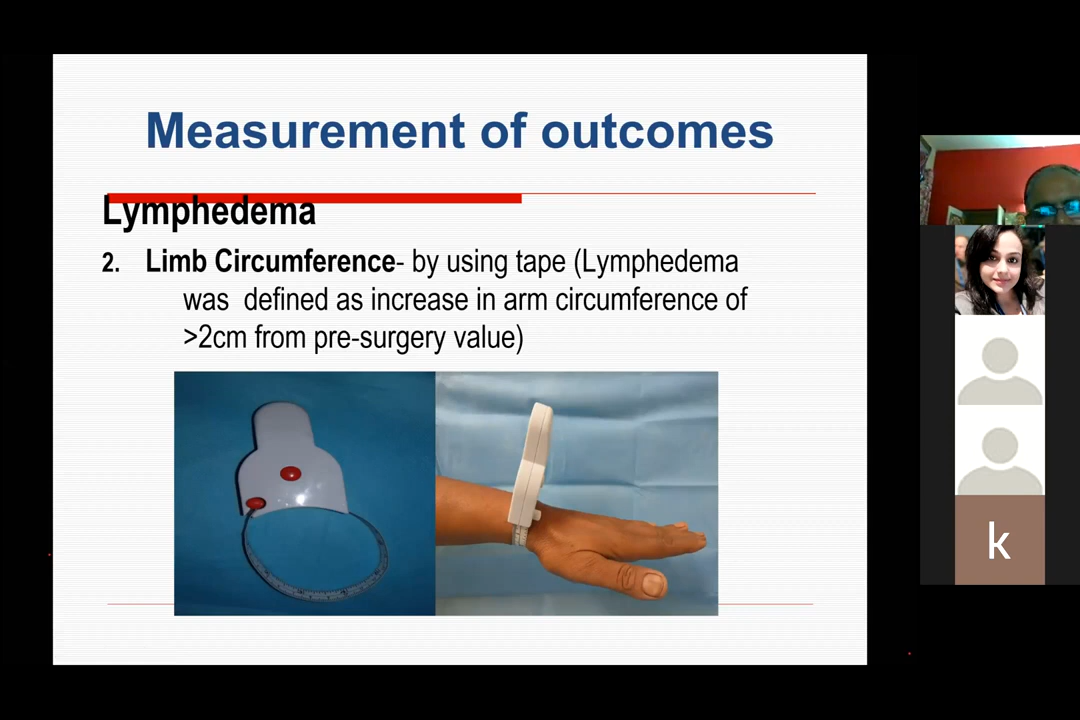 Measurement of outcomes
Lymphedema
2. Limb Circumference- by using tape (Lymphedema
was defined as increase in arm circumference of
>2cm from pre-surgery value)
k